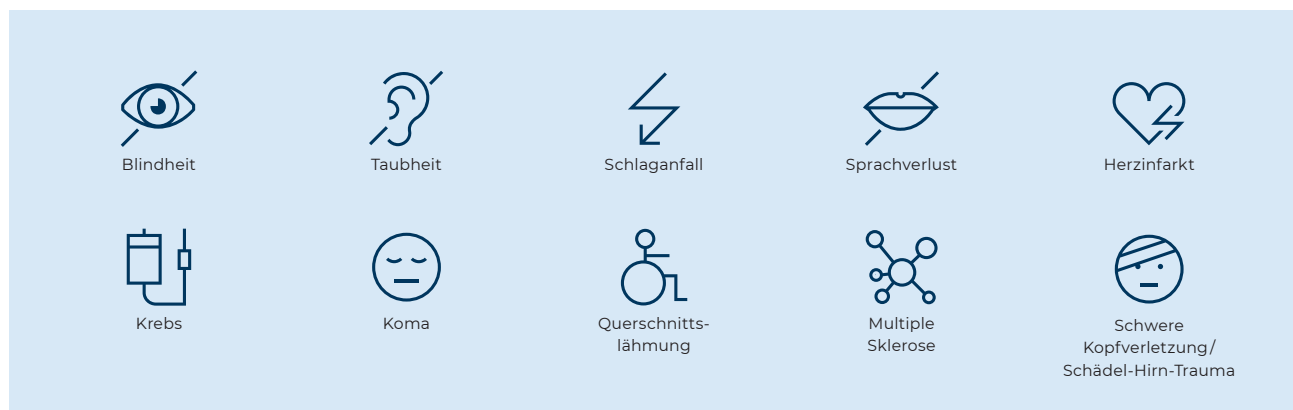 Blindheit
Taubheit
Schlaganfall
Sprachverlust
Herzinfarkt
Krebs
Koma
Querschnitts-
lähmung
Multiple
Sklerose
Schwere
Kopfverletzung/
Schädel-Hirn-Trauma